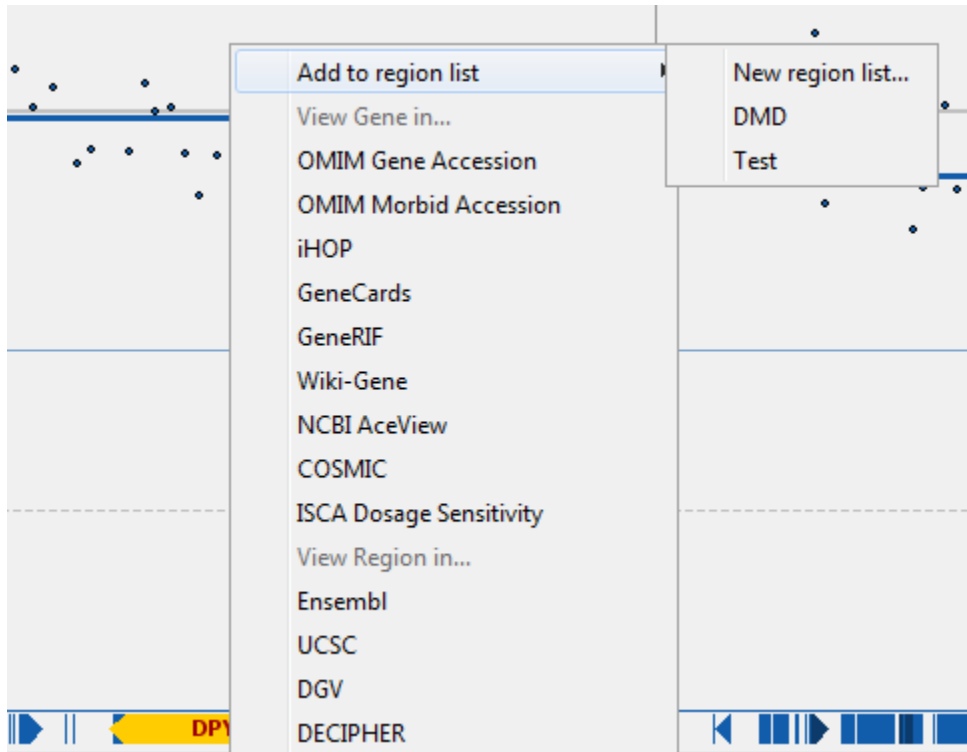 Add to region list
New region list...
DMD
Test
View Gene in...
OMIM Gene Accession
OMIM Morbid Accession
iHOP
GeneCards
GeneRIF
Wiki-Gene
NCBI AceView
COSMIC
ISCA Dosage Sensitivity
View Region in...
Ensembl
UCSC
DGV
DECIPHER
DPY